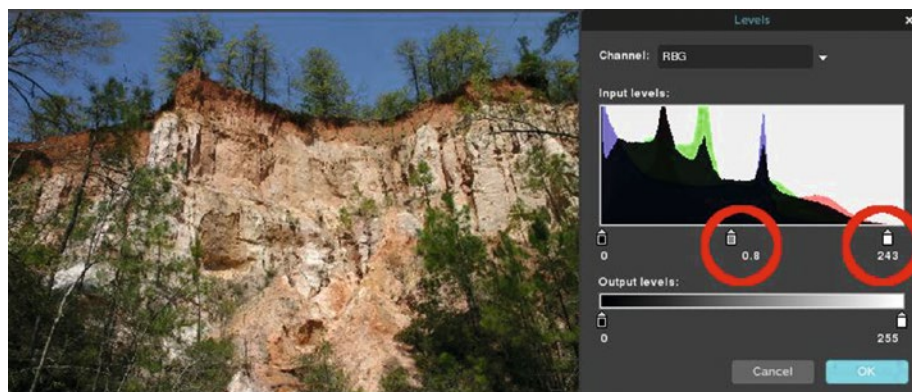 Levels
Channel: RBG
Input levels:
0 0.8 243
Output levels:
0 255
Cancel OK